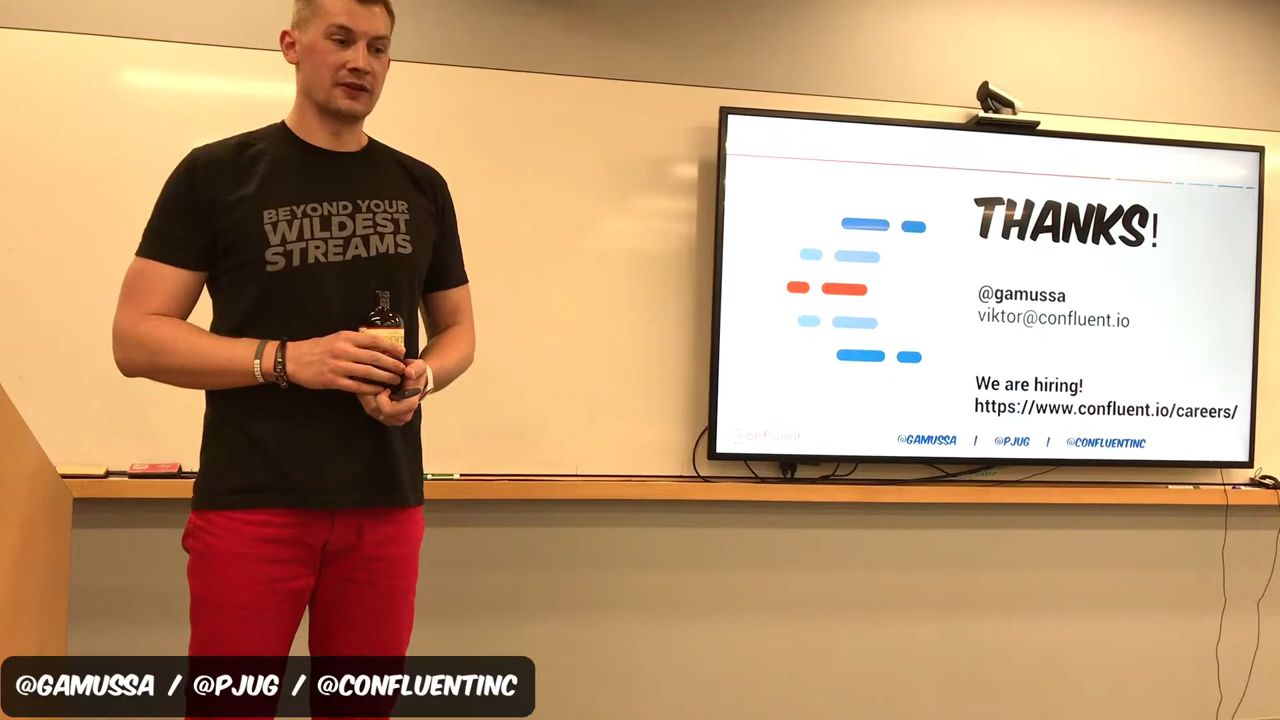 BEYOND YOUR
WILDEST
STREAMS
THANKS!
@gamussa
viktor@confluent.io
We are hiring!
https://www.confluent.io/careers/
confluent
@GAMUSSA | @PJUG | @CONFLUENTINC
@GAMUSSA / @PJUG / @CONFLUENTINC